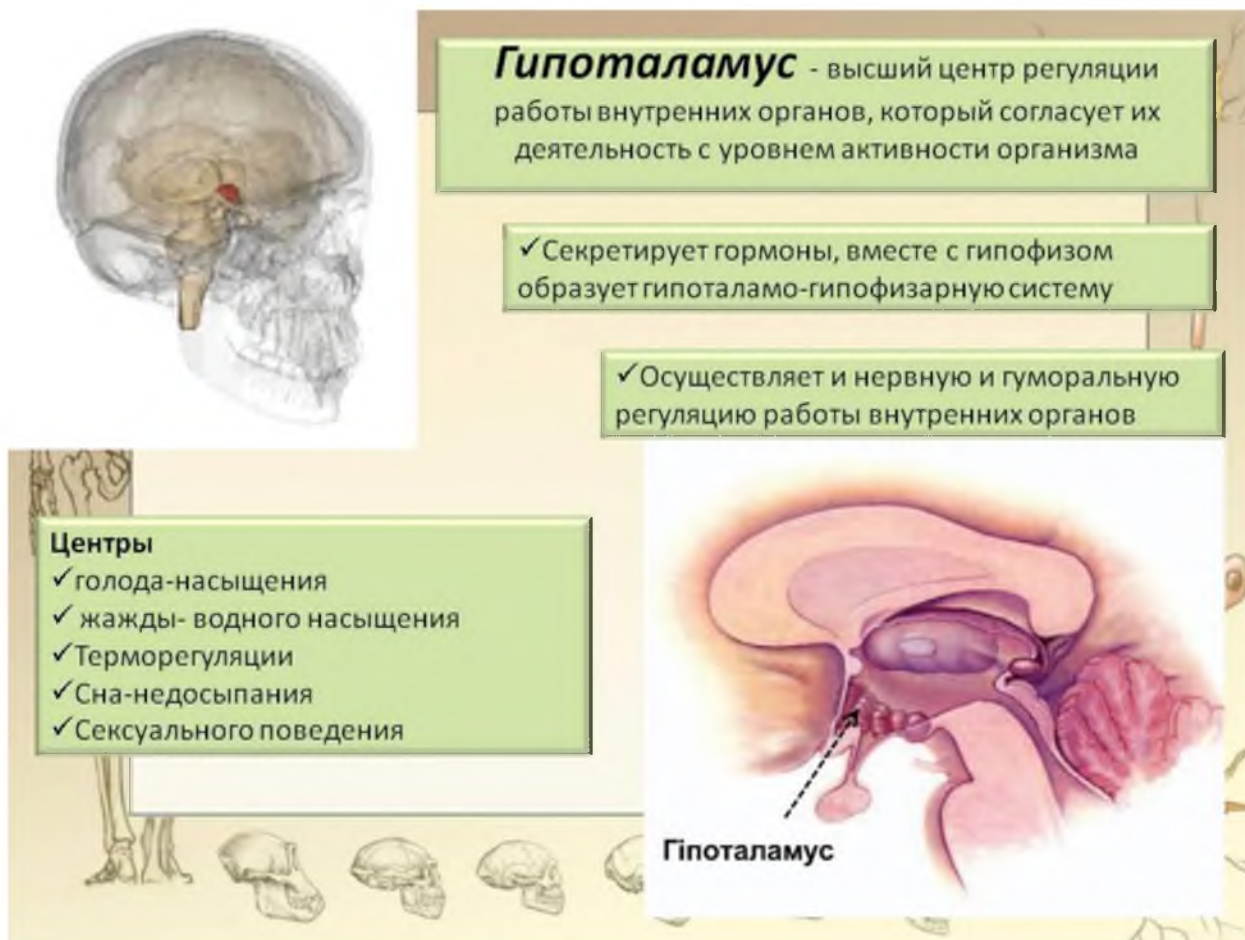 Гипоталамус - высший центр регуляции
работы внутренних органов, который согласует их
деятельность с уровнем активности организма
✓Секретирует гормоны, вместе с гипофизом
образует гипоталамо-гипофизарную систему
✓Осуществляет и нервную и гуморальную
регуляцию работы внутренних органов
Центры
✓голода-насыщения
✓ жажды- водного насыщения
✓Терморегуляции
✓Сна-недосыпания
✓Сексуального поведения
Гіпоталамус